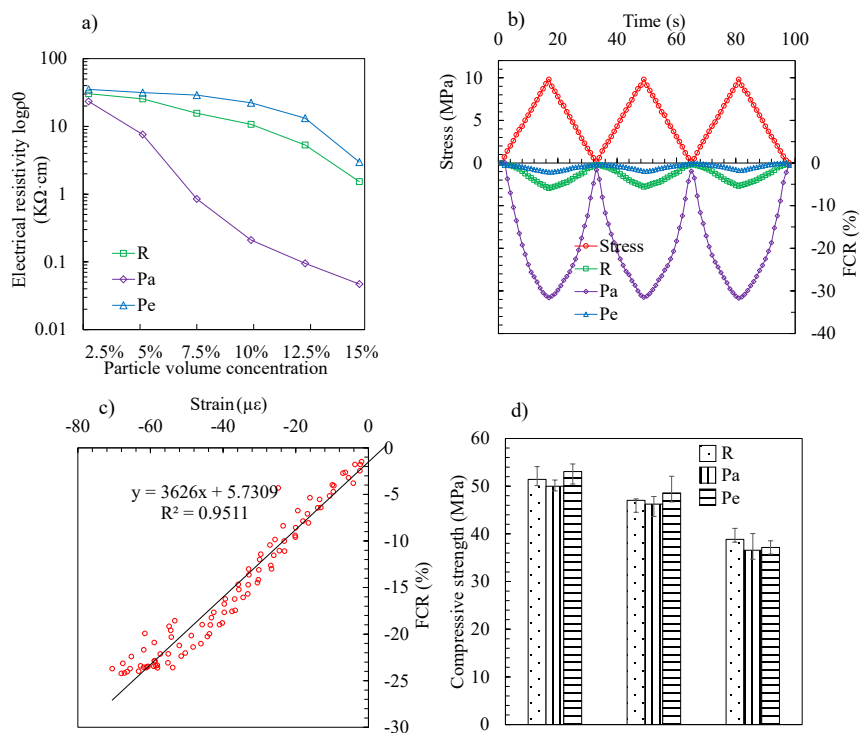 a)
Electrical resistivity logρ0
(KΩ·cm)
100
10
1
0.1
0.01
R
Pa
Pe
2.5% 5% 7.5% 10% 12.5% 15%
Particle volume concentration
b)
Time (s)
0 20 40 60 80 100
Stress (MPa)
10
5
0
0
-10
-20
-30
-40
FCR (%)
Stress
R
Pa
Pe
c)
Strain (με)
-80 -60 -40 -20 0
y = 3626x + 5.7309
R² = 0.9511
0
-5
-10
-15
-20
-25
-30
FCR (%)
d)
Compressive strength (MPa)
60
50
40
30
20
10
0
R
Pa
Pe